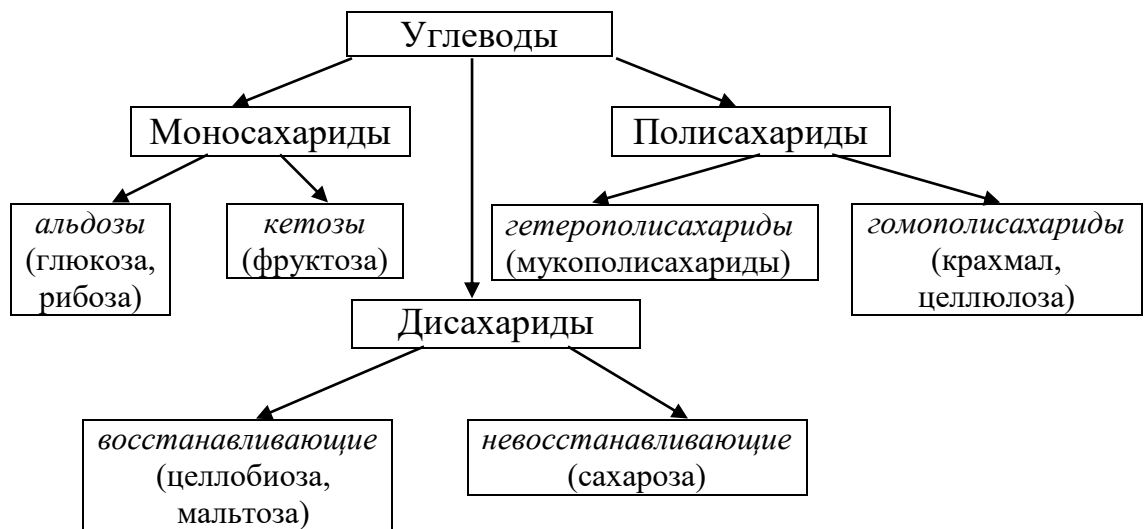 Углеводы
Моносахариды
Полисахариды
альдозы
(глюкоза,
рибоза)
кетозы
(фруктоза)
гетерополисахариды
(мукополисахариды)
гомополисахариды
(крахмал,
целлюлоза)
Дисахариды
восстанавливающие
(целлобиоза,
мальтоза)
невосстанавливающие
(сахароза)